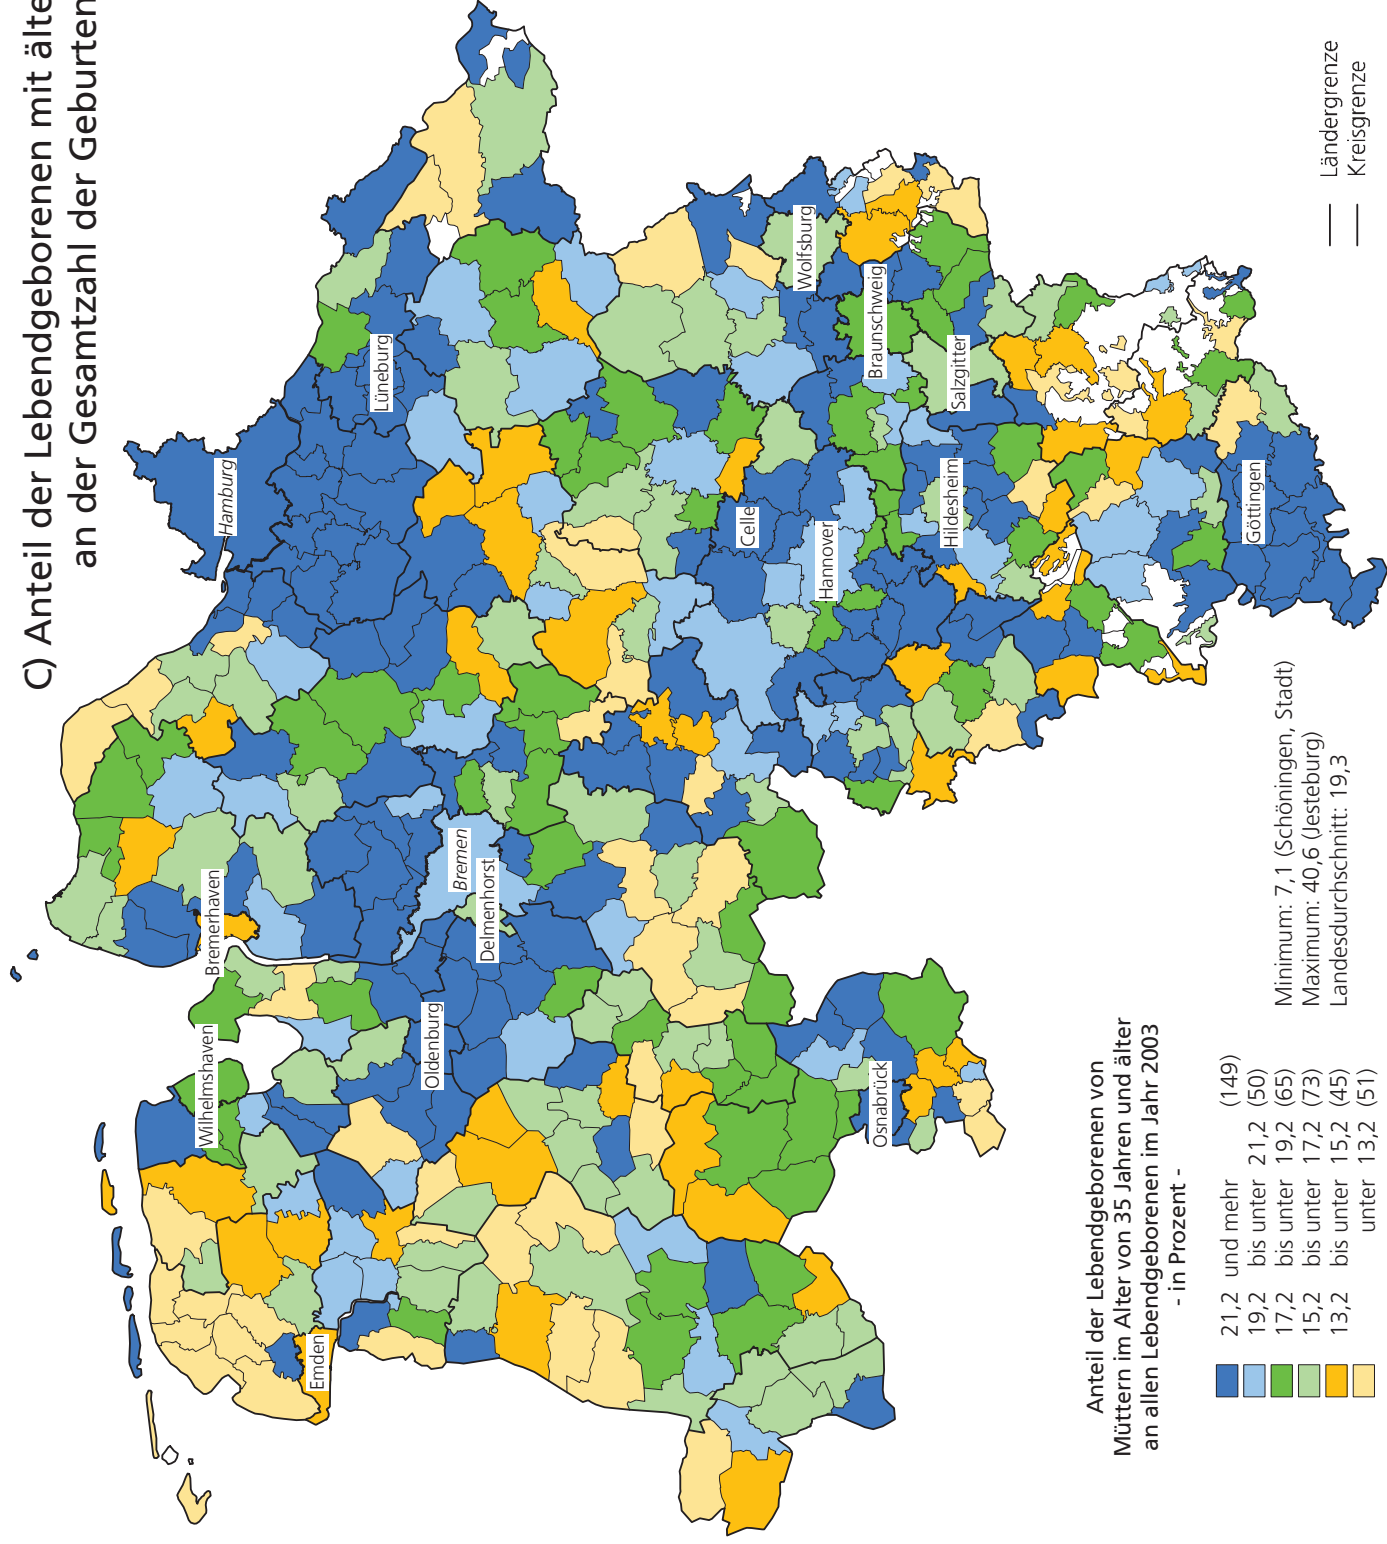 C) Anteil der Lebendgeborenen mit älte
an der Gesamtzahl der Geburten
Hamburg
Lüneburg
Bremerhaven
Wilhelmshaven
Emden
Bremen
Delmenhorst
Oldenburg
Celle
Hannover
Wolfsburg
Braunschweig
Salzgitter
Hildesheim
Göttingen
Osnabrück
Anteil der Lebendgeborenen von
Müttern im Alter von 35 Jahren und älter
an allen Lebendgeborenen im Jahr 2003
- in Prozent -
21,2 und mehr (149)
19,2 bis unter 21,2 (50)
17,2 bis unter 19,2 (65)
15,2 bis unter 17,2 (73)
13,2 bis unter 15,2 (45)
unter 13,2 (51)
Minimum: 7,1 (Schöningen, Stadt)
Maximum: 40,6 (Jesteburg)
Landesdurchschnitt: 19,3
Ländergrenze
Kreisgrenze